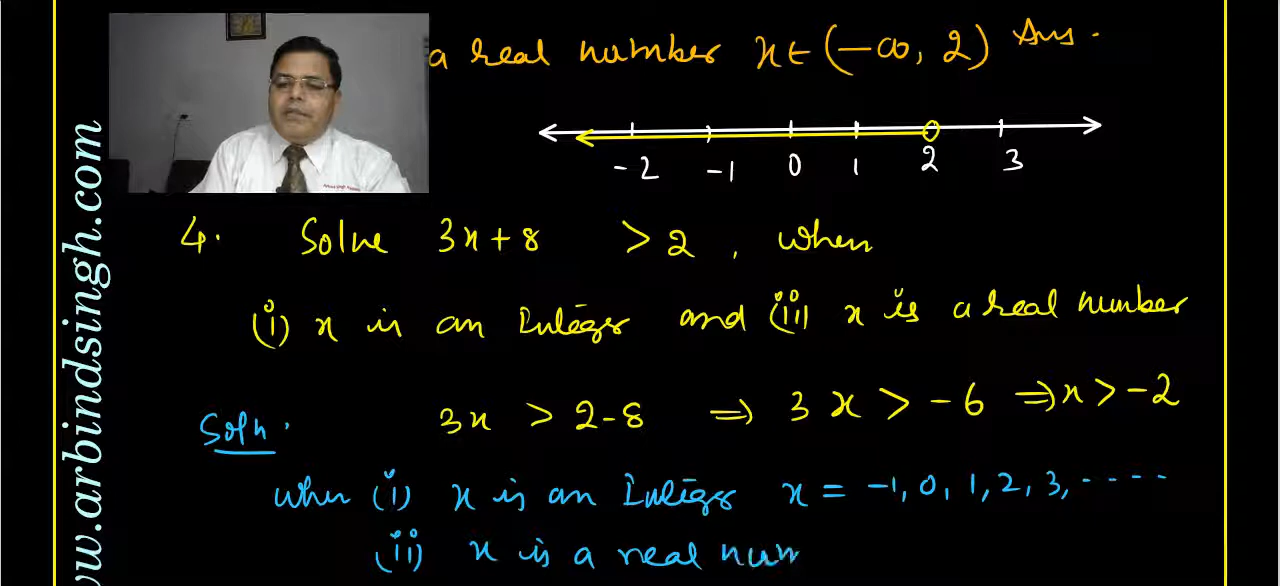 a real number x ∈ (-∞, 2) Ans.
-2 -1 0 1 2 3
4. Solve 3x + 8 > 2, when
(i) x is an Integer and (ii) x is a real number
Soln. 3x > 2-8 ⇒ 3x > -6 ⇒ x > -2
When (i) x is an Integer x = -1, 0, 1, 2, 3, .....
(ii) x is a real num
ww.arbindsingh.com